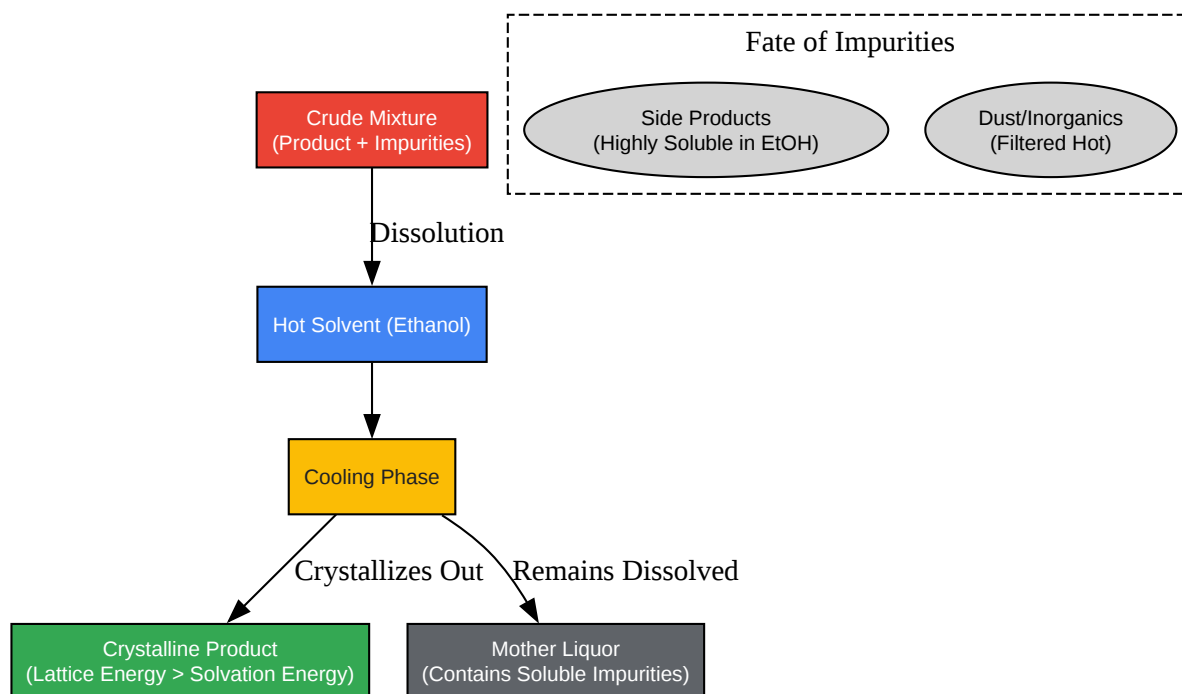 Fate of Impurities
Crude Mixture
(Product + Impurities)
Side Products
(Highly Soluble in EtOH)
Dust/Inorganics
(Filtered Hot)
Dissolution
Hot Solvent (Ethanol)
Cooling Phase
Crystallizes Out
Remains Dissolved
Crystalline Product
(Lattice Energy > Solvation Energy)
Mother Liquor
(Contains Soluble Impurities)